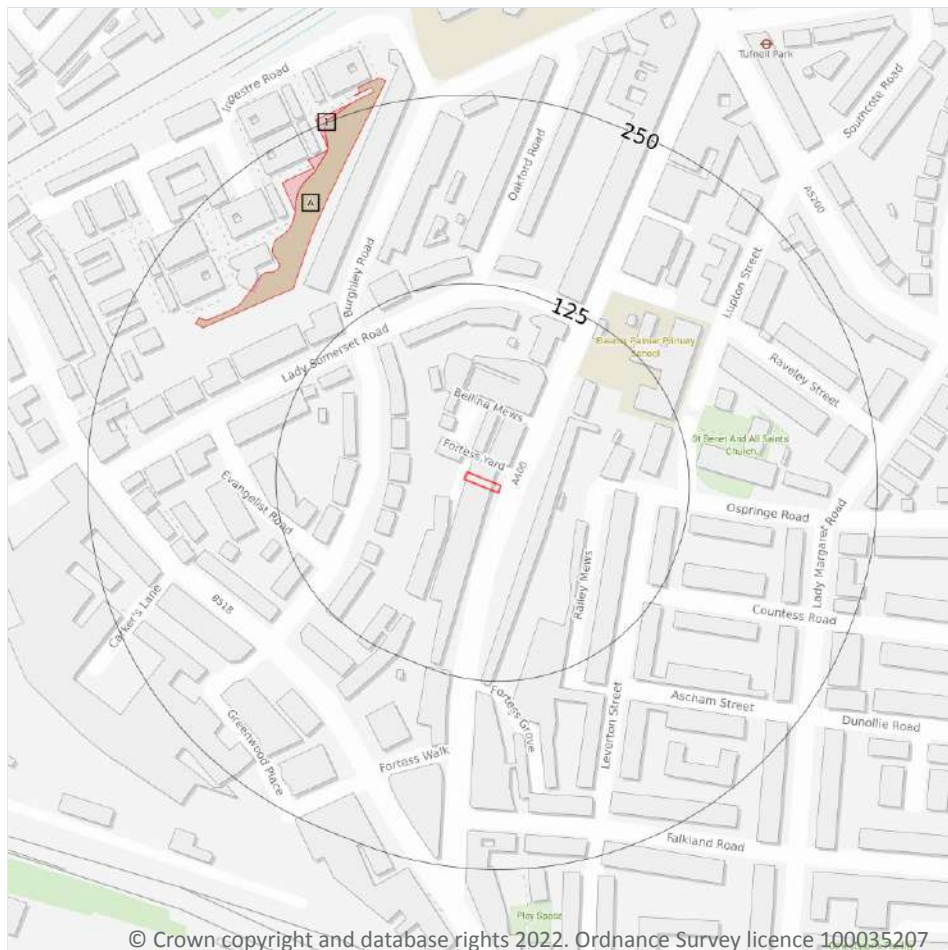 Tufnell Park
Ingestre Road
Southcote Road
250
Oakford Road
A5200
Burghley Road
Lupton Street
A
125
Lady Somerset Road
Eleanor Palmer Primary
School
Raveley Street
Bellina Mews
Fortess Yard
St Benet And All Saints
Church
A400
Evangelist Road
Ospringe Road
Lady Margaret Road
Railey Mews
Carker's Lane
B518
Countess Road
Ascham Street
Dunollie Road
Fortess Grove
Leverton Street
Greenwood Place
Fortess Walk
Falkland Road
Play Space
© Crown copyright and database rights 2022. Ordnance Survey licence 100035207